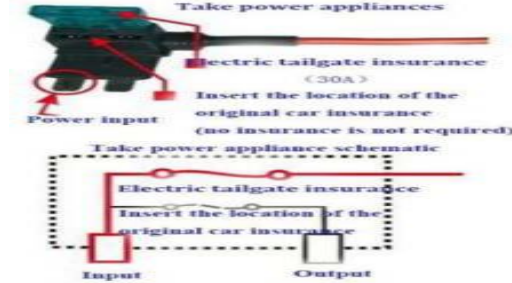 Take power appliances
Electric tailgate insurance
(30A)
Insert the location of the
original car insurance
(no insurance is not required)
Power input
Take power appliance schematic
Electric tailgate insurance
Insert the location of the
original car insurance
Input
Output